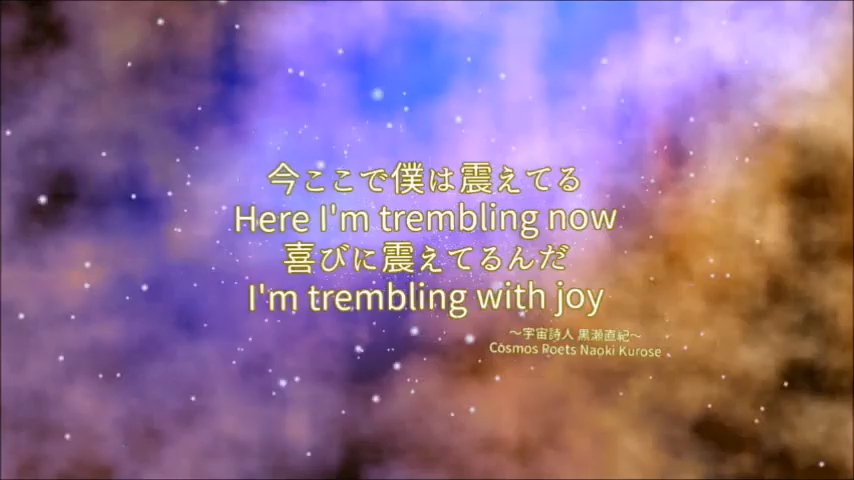 今ここで僕は震えてる
Here I'm trembling now
喜びに震えてるんだ
I'm trembling with joy
～宇宙詩人 黒瀬直紀～
Cosmos Poets Naoki Kurose